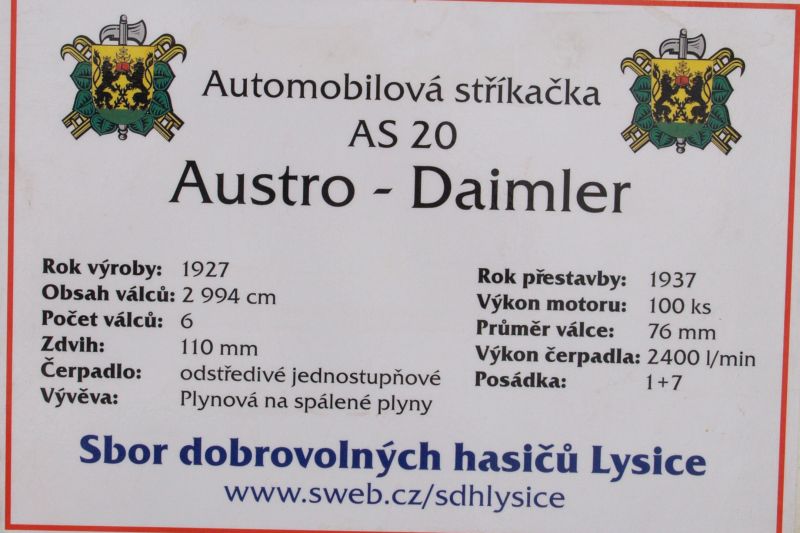 Automobilová stříkačka
AS 20
Austro - Daimler
Rok výroby: 1927
Obsah válců: 2 994 cm
Počet válců: 6
Zdvih: 110 mm
Čerpadlo: odstředivé jednostupňové
Vývěva: Plynová na spálené plyny
Rok přestavby: 1937
Výkon motoru: 100 ks
Průměr válce: 76 mm
Výkon čerpadla: 2400 l/min
Posádka: 1+7
Sbor dobrovolných hasičů Lysice
www.sweb.cz/sdhlysice